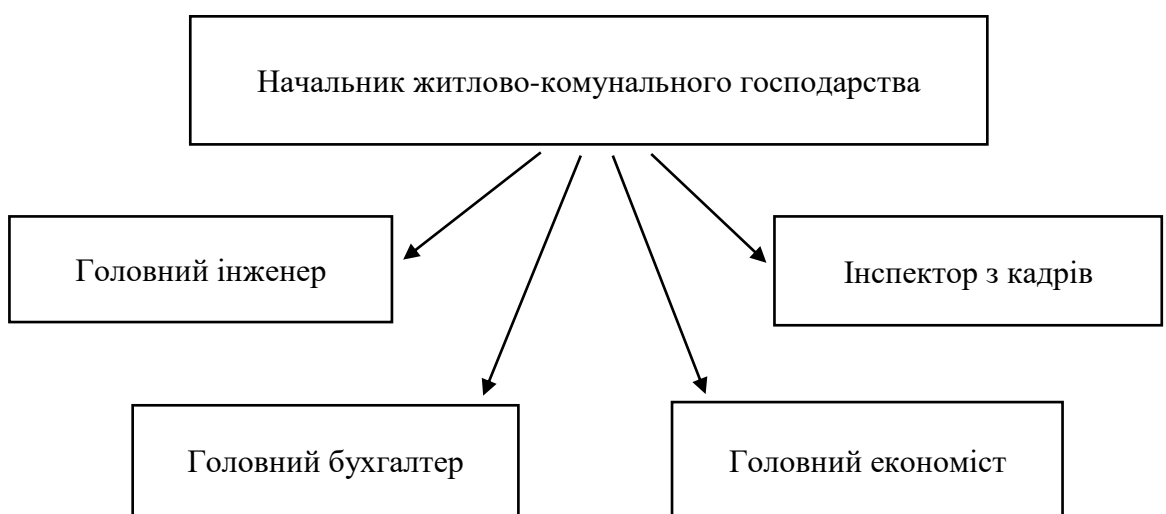 Начальник житлово-комунального господарства
Головний інженер
Інспектор з кадрів
Головний бухгалтер
Головний економіст